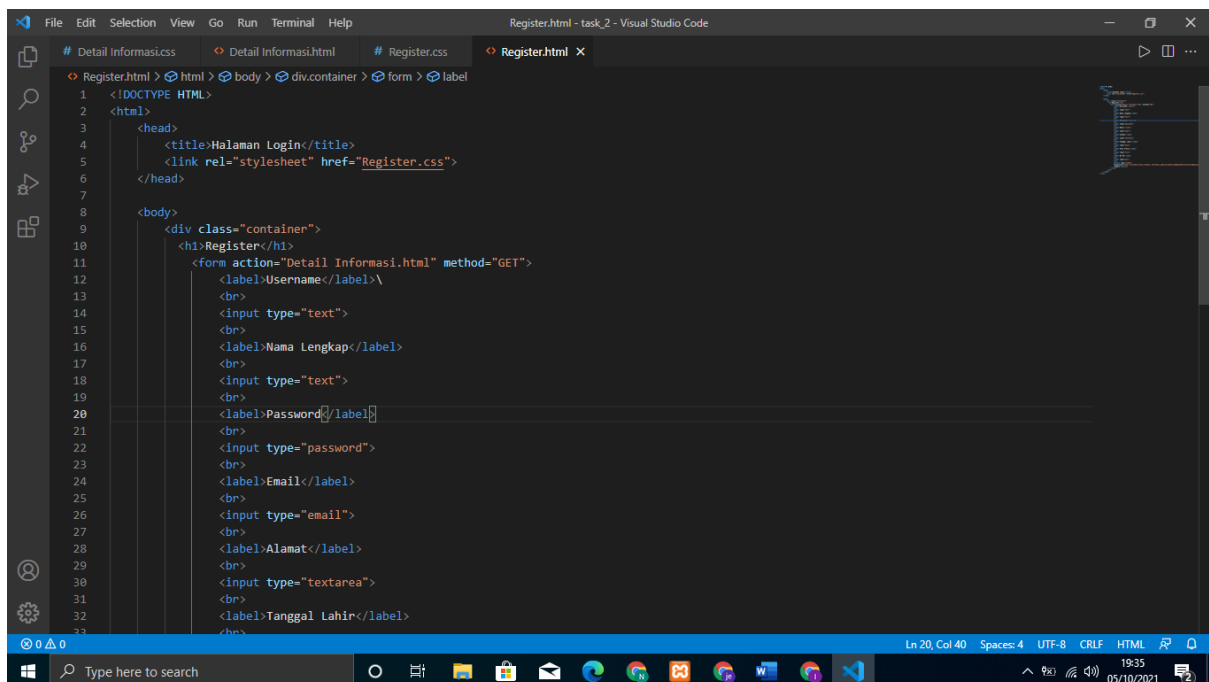 File Edit Selection View Go Run Terminal Help Register.html - task_2 - Visual Studio Code
# Detail Informasi.css <> Detail Informasi.html # Register.css <> Register.html
<> Register.html > html > body > div.container > form > label
1 <!DOCTYPE HTML>
2 <html>
3 <head>
4 <title>Halaman Login</title>
5 <link rel="stylesheet" href="Register.css">
6 </head>
7
8 <body>
9 <div class="container">
10 <h1>Register</h1>
11 <form action="Detail Informasi.html" method="GET">
12 <label>Username</label>\
13 <br>
14 <input type="text">
15 <br>
16 <label>Nama Lengkap</label>
17 <br>
18 <input type="text">
19 <br>
20 <label>Password</label>
21 <br>
22 <input type="password">
23 <br>
24 <label>Email</label>
25 <br>
26 <input type="email">
27 <br>
28 <label>Alamat</label>
29 <br>
30 <input type="textarea">
31 <br>
32 <label>Tanggal Lahir</label>
33 <br>
0 0 Ln 20, Col 40 Spaces: 4 UTF-8 CRLF HTML
Type here to search
19:35
05/10/2021